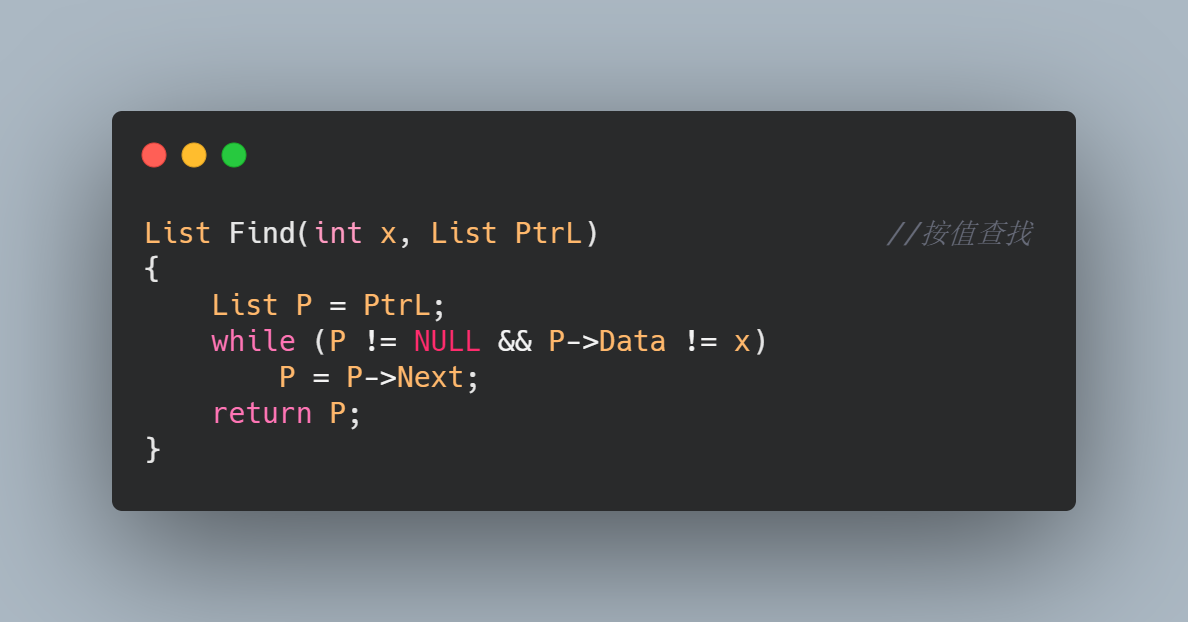 List Find(int x, List PtrL)                 //按值查找
{
    List P = PtrL;
    while (P != NULL && P->Data != x)
        P = P->Next;
    return P;
}